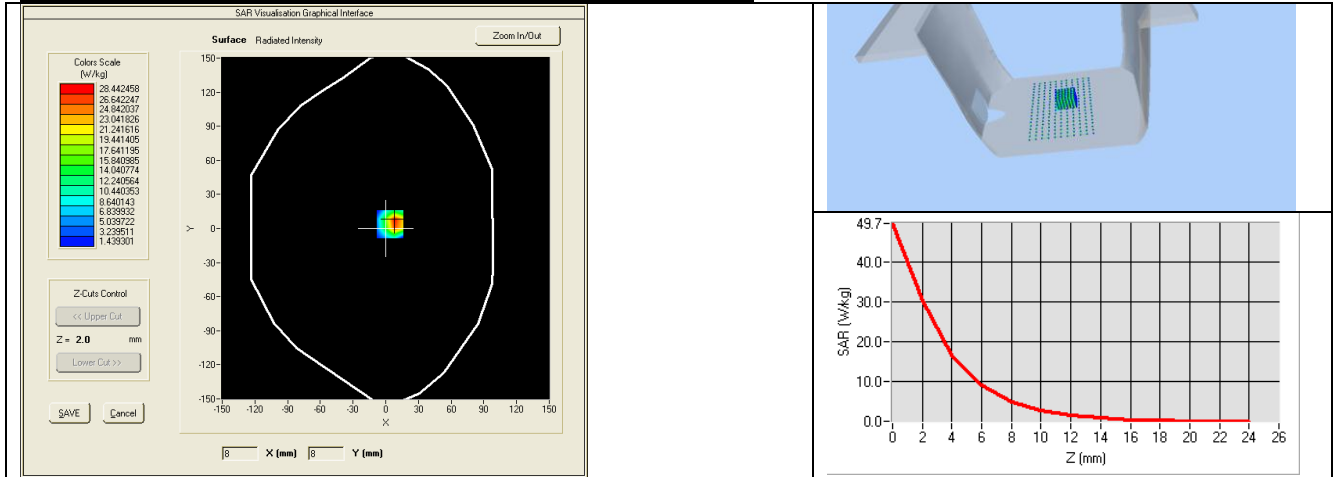 SAR Visualisation Graphical Interface
Surface Radiated Intensity
Zoom In/Out
Colors Scale
(W/kg)
28.442458
26.642247
24.842037
23.041826
21.241616
19.441405
17.641195
15.840985
14.040774
12.240564
10.440353
8.640143
6.839932
5.039722
3.239511
1.439301
Z-Cuts Control
<< Upper Cut
Z = 2.0 mm
Lower Cut >>
SAVE Cancel
150
120
90
60
30
0
-30
-60
-90
-120
-150
Y
-150 -120 -90 -60 -30 0 30 60 90 120 150
X
8 X (mm) 8 Y (mm)
49.7
40.0
30.0
20.0
10.0
0.0
SAR (W/kg)
0 2 4 6 8 10 12 14 16 18 20 22 24 26
Z (mm)